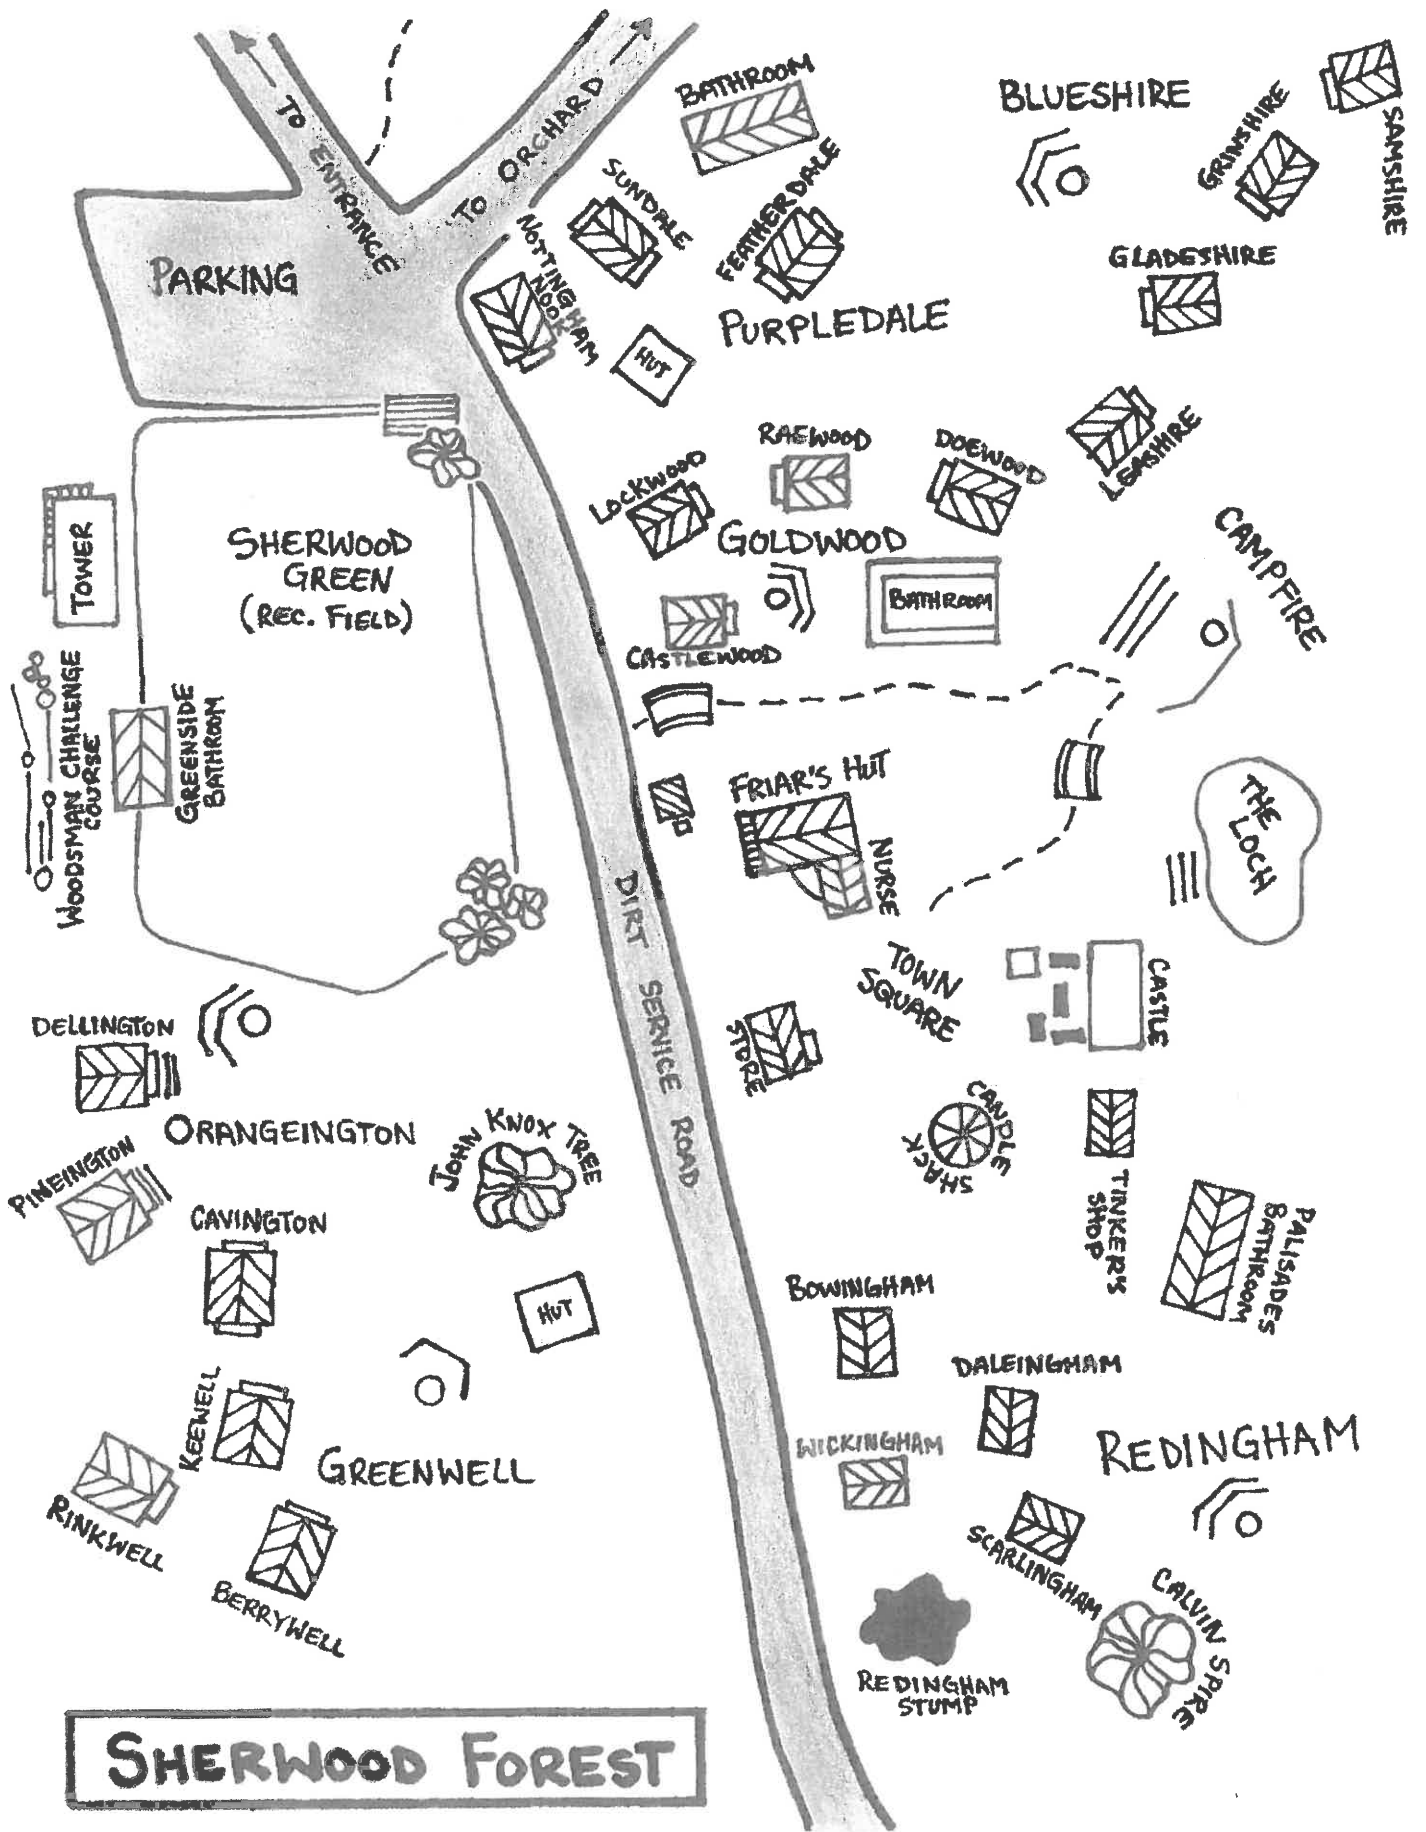 TO ENTRANCE
TO ORCHARD
BATHROOM
BLUESHIRE
SAMSHIRE
GRINSHIRE
GLADESHIRE
SUNDALE
FEATHERDALE
NOTTINGHAM
NOOK
PARKING
PURPLEDALE
HUT
LOCKWOOD
RAEWOOD
DOEWOOD
GOLDWOOD
CAMPFIRE
TOWER
SHERWOOD
GREEN
(REC. FIELD)
BATHROOM
CASTLEWOOD
WOODSMAN CHALLENGE
COURSE
GREENSIDE
BATHROOM
FRIAR'S HUT
NURSE
THE
LOCH
DIRT SERVICE ROAD
TOWN
SQUARE
CASTLE
STORE
DELLINGTON
ORANGEINGTON
PINEINGTON
CAVINGTON
JOHN KNOX TREE
CANDLE
SHACK
TINKER'S
SHOP
PALISADES
BATHROOM
HUT
BOWINGHAM
DALEINGHAM
KEEWELL
GREENWELL
RINKWELL
BERRYWELL
WICKINGHAM
REDINGHAM
SCARLINGHAM
CALVIN SPIRE
REDINGHAM
STUMP
SHERWOOD FOREST